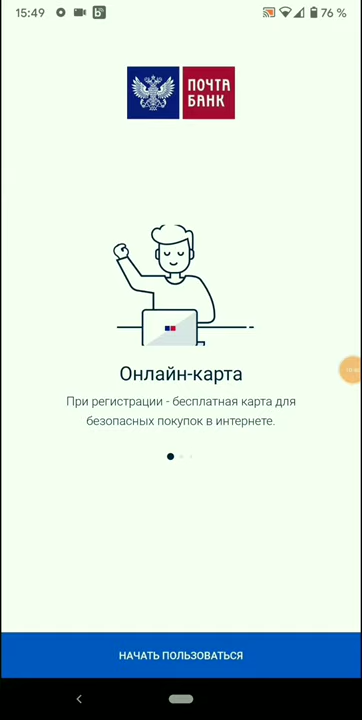 15:49
76 %
ПОЧТА
БАНК
Онлайн-карта
При регистрации - бесплатная карта для
безопасных покупок в интернете.
НАЧАТЬ ПОЛЬЗОВАТЬСЯ